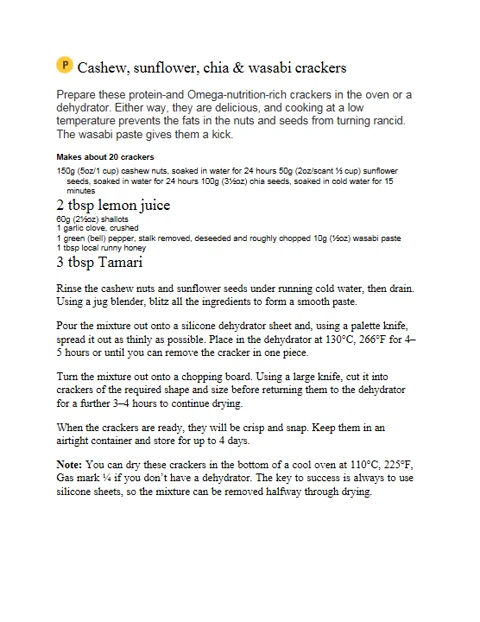 P Cashew, sunflower, chia & wasabi crackers
Prepare these protein-and Omega-nutrition-rich crackers in the oven or a
dehydrator. Either way, they are delicious, and cooking at a low
temperature prevents the fats in the nuts and seeds from turning rancid.
The wasabi paste gives them a kick.
Makes about 20 crackers
150g (5oz/1 cup) cashew nuts, soaked in water for 24 hours 50g (2oz/scant ½ cup) sunflower
seeds, soaked in water for 24 hours 100g (3½oz) chia seeds, soaked in cold water for 15
minutes
2 tbsp lemon juice
60g (2½oz) shallots
1 garlic clove, crushed
1 green (bell) pepper, stalk removed, deseeded and roughly chopped 10g (½oz) wasabi paste
1 tbsp local runny honey
3 tbsp Tamari
Rinse the cashew nuts and sunflower seeds under running cold water, then drain.
Using a jug blender, blitz all the ingredients to form a smooth paste.
Pour the mixture out onto a silicone dehydrator sheet and, using a palette knife,
spread it out as thinly as possible. Place in the dehydrator at 130°C, 266°F for 4–
5 hours or until you can remove the cracker in one piece.
Turn the mixture out onto a chopping board. Using a large knife, cut it into
crackers of the required shape and size before returning them to the dehydrator
for a further 3–4 hours to continue drying.
When the crackers are ready, they will be crisp and snap. Keep them in an
airtight container and store for up to 4 days.
Note: You can dry these crackers in the bottom of a cool oven at 110°C, 225°F,
Gas mark ¼ if you don't have a dehydrator. The key to success is always to use
silicone sheets, so the mixture can be removed halfway through drying.